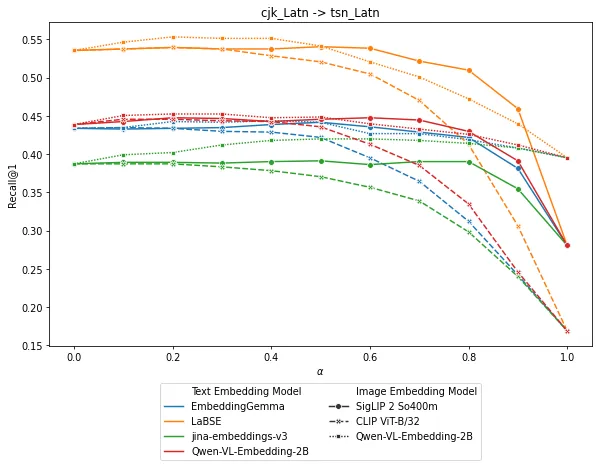 cjk_Latn -> tsn_Latn
Recall@1
0.55
0.50
0.45
0.40
0.35
0.30
0.25
0.20
0.15
0.0 0.2 0.4 0.6 0.8 1.0
α
Text Embedding Model
EmbeddingGemma
LaBSE
jina-embeddings-v3
Qwen-VL-Embedding-2B
Image Embedding Model
SigLIP 2 So400m
CLIP ViT-B/32
Qwen-VL-Embedding-2B